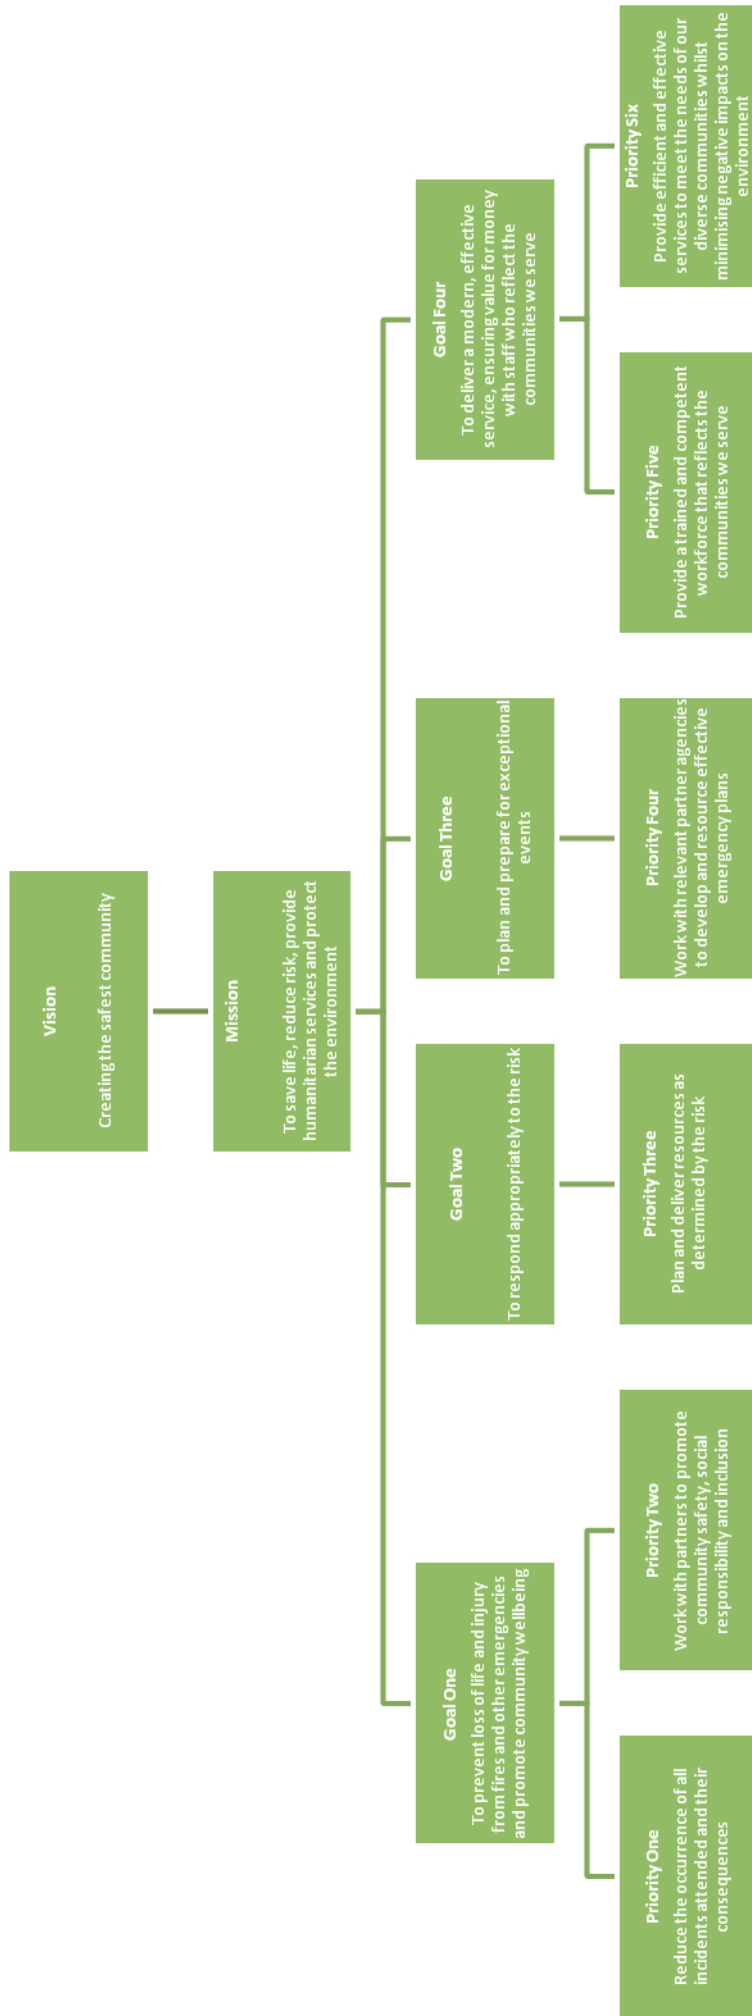 Vision
Creating the safest community
Mission
To save life, reduce risk, provide
humanitarian services and protect
the environment
Goal One
To prevent loss of life and injury
from fires and other emergencies
and promote community wellbeing
Goal Two
To respond appropriately to the risk
Goal Three
To plan and prepare for exceptional
events
Goal Four
To deliver a modern, effective
service, ensuring value for money
with staff who reflect the
communities we serve
Priority One
Reduce the occurrence of all
incidents attended and their
consequences
Priority Two
Work with partners to promote
community safety, social
responsibility and inclusion
Priority Three
Plan and deliver resources as
determined by the risk
Priority Four
Work with relevant partner agencies
to develop and resource effective
emergency plans
Priority Five
Provide a trained and competent
workforce that reflects the
communities we serve
Priority Six
Provide efficient and effective
services to meet the needs of our
diverse communities whilst
minimising negative impacts on the
environment